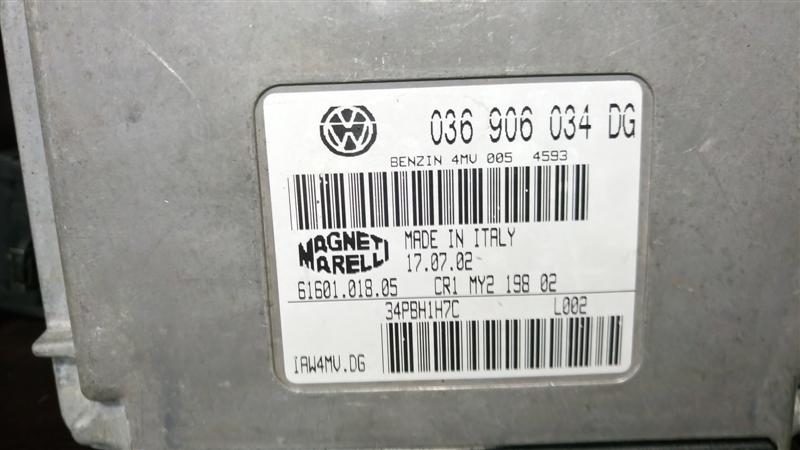 036 906 034 DG
BENZIN 4MV 005 4593
MAGNETI
MARELLI
MADE IN ITALY
17.07.02
61601.018.05 CR1 MY2 198 02
34PBH1H7C L002
IAW4MV.DG